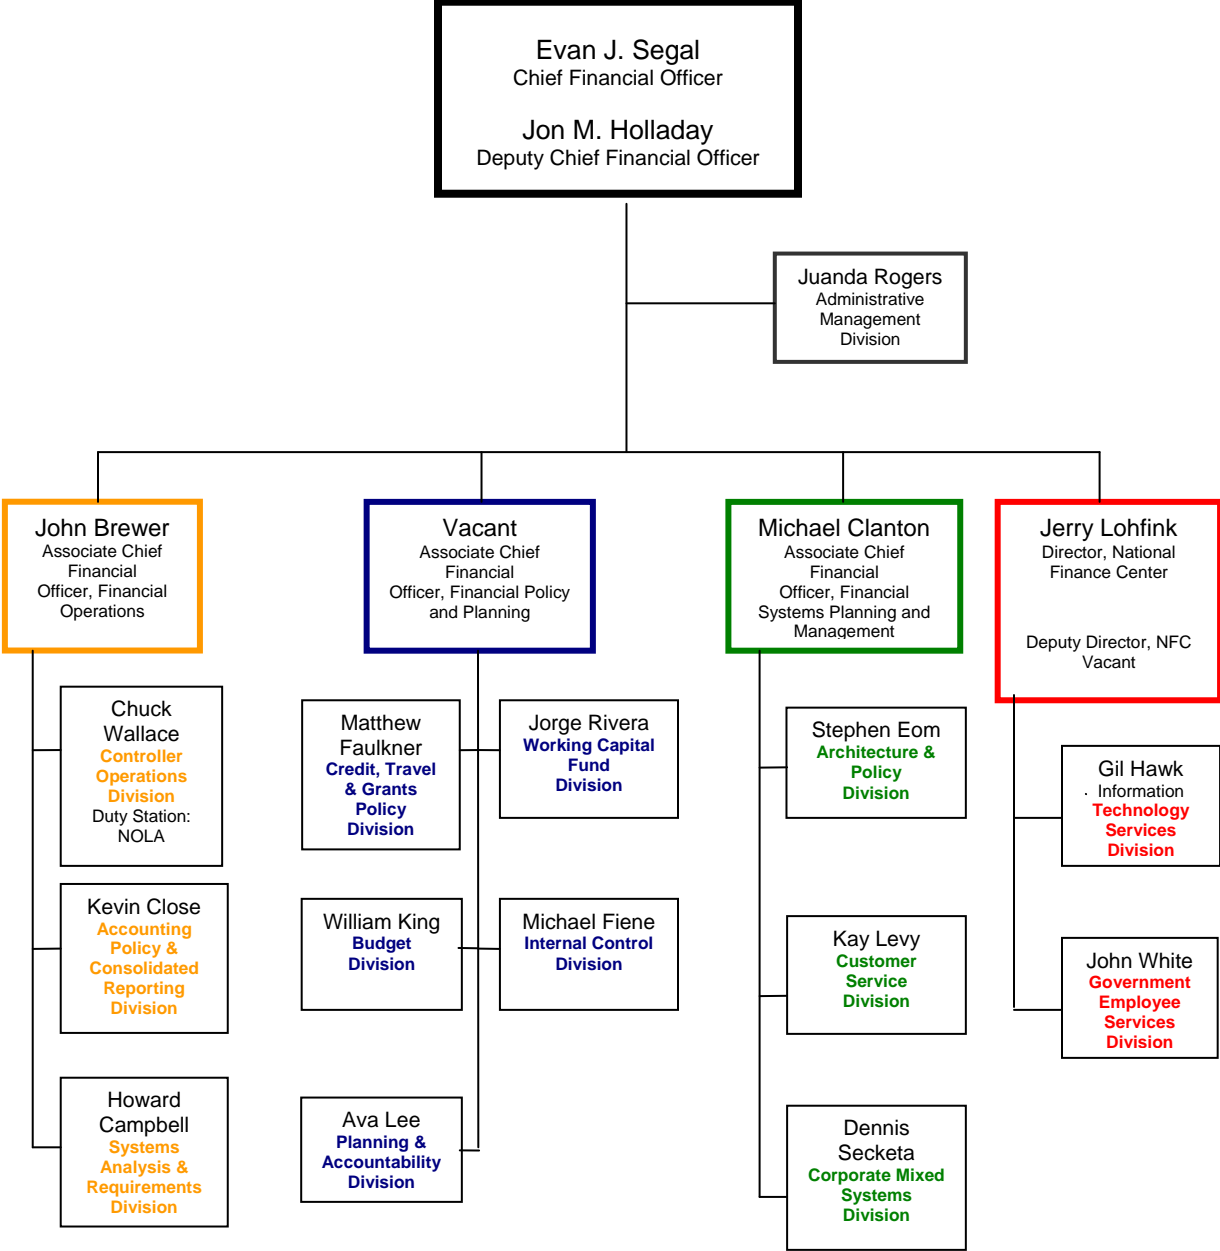 Evan J. Segal
Chief Financial Officer
Jon M. Holladay
Deputy Chief Financial Officer
Juanda Rogers
Administrative
Management
Division
John Brewer
Associate Chief
Financial
Officer, Financial
Operations
Vacant
Associate Chief
Financial
Officer, Financial Policy
and Planning
Michael Clanton
Associate Chief
Financial
Officer, Financial
Systems Planning and
Management
Jerry Lohfink
Director, National
Finance Center
Deputy Director, NFC
Vacant
Chuck
Wallace
Controller
Operations
Division
Duty Station:
NOLA
Kevin Close
Accounting
Policy &
Consolidated
Reporting
Division
Howard
Campbell
Systems
Analysis &
Requirements
Division
Matthew
Faulkner
Credit, Travel
& Grants
Policy
Division
Jorge Rivera
Working Capital
Fund
Division
William King
Budget
Division
Michael Fiene
Internal Control
Division
Ava Lee
Planning &
Accountability
Division
Stephen Eom
Architecture &
Policy
Division
Kay Levy
Customer
Service
Division
Dennis
Secketa
Corporate Mixed
Systems
Division
Gil Hawk
. Information
Technology
Services
Division
John White
Government
Employee
Services
Division